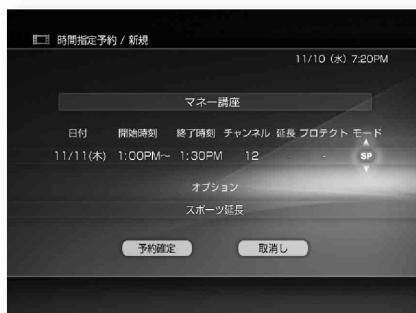 時間指定予約 / 新規
11/10 (水) 7:20PM
マネー講座
日付 開始時刻 終了時刻 チャンネル 延長 プロテクト モード
11/11(木) 1:00PM~ 1:30PM 12 - - SP
オプション
スポーツ延長
予約確定 取消し